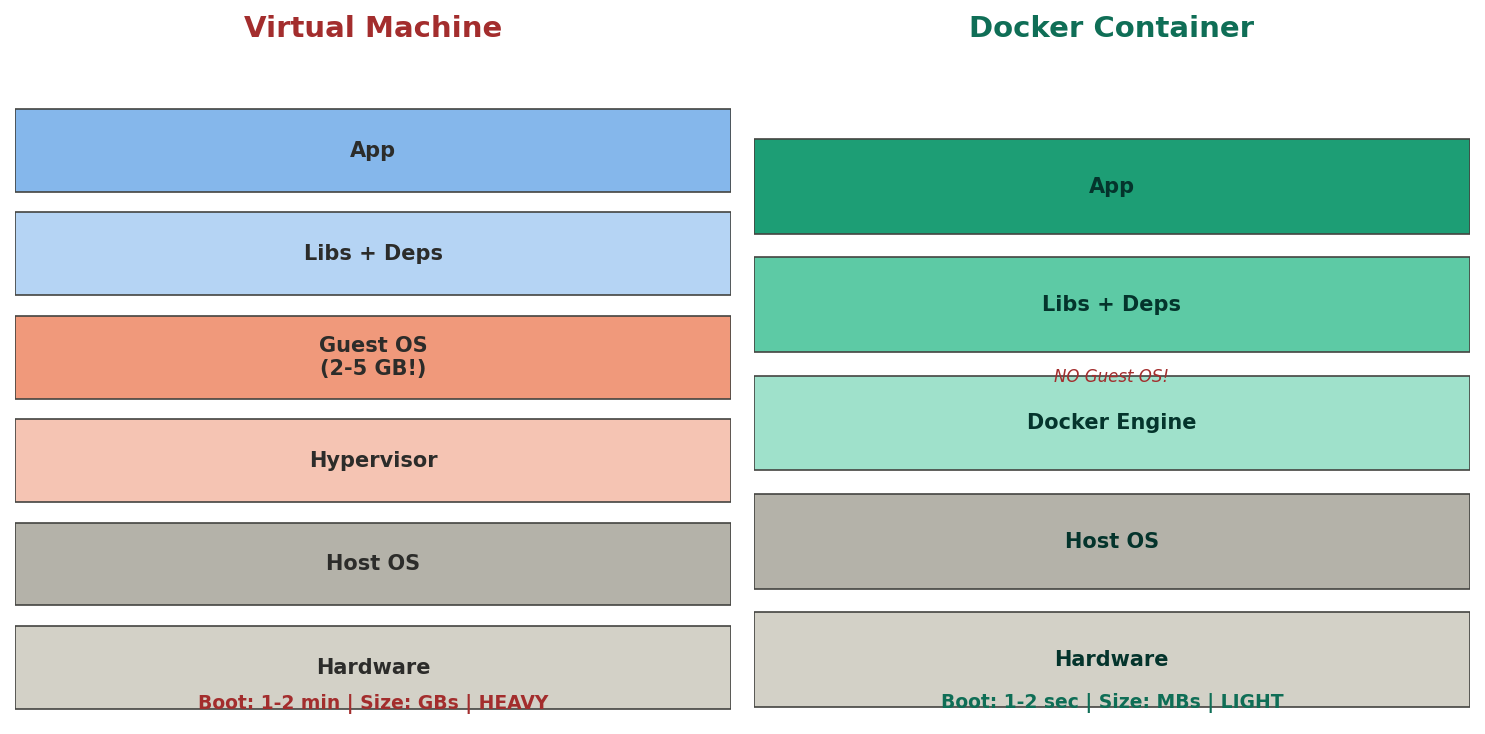 Virtual Machine
App
Libs + Deps
Guest OS
(2-5 GB!)
Hypervisor
Host OS
Hardware
Boot: 1-2 min | Size: GBs | HEAVY
Docker Container
App
Libs + Deps
NO Guest OS!
Docker Engine
Host OS
Hardware
Boot: 1-2 sec | Size: MBs | LIGHT